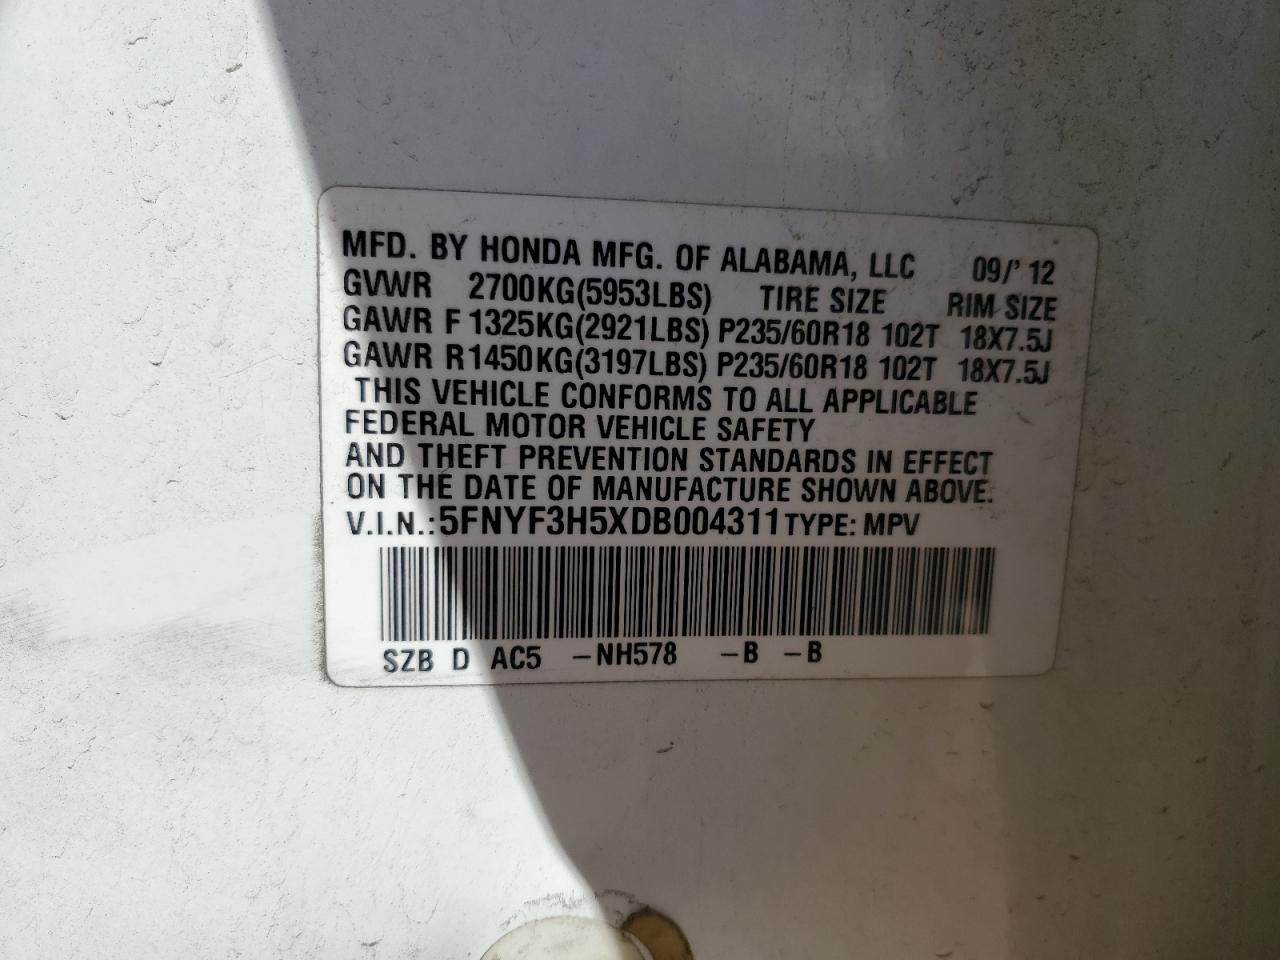 MFD. BY HONDA MFG. OF ALABAMA, LLC 09/' 12
GVWR 2700KG(5953LBS) TIRE SIZE RIM SIZE
GAWR F 1325KG(2921LBS) P235/60R18 102T 18X7.5J
GAWR R1450KG(3197LBS) P235/60R18 102T 18X7.5J
THIS VEHICLE CONFORMS TO ALL APPLICABLE
FEDERAL MOTOR VEHICLE SAFETY
AND THEFT PREVENTION STANDARDS IN EFFECT
ON THE DATE OF MANUFACTURE SHOWN ABOVE.
V.I.N.: 5FNYF3H5XDB004311 TYPE: MPV
SZB D AC5 –NH578 –B –B